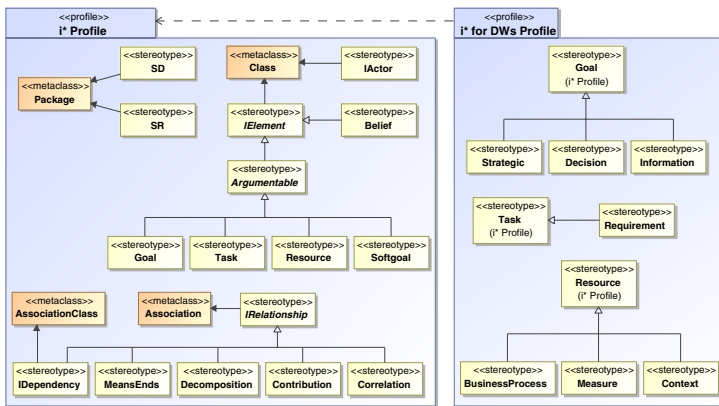 <<profile>>
i* Profile
<<stereotype>>
SD
<<metaclass>>
Class
<<stereotype>>
IActor
<<metaclass>>
Package
<<stereotype>>
SR
<<stereotype>>
IElement
<<stereotype>>
Belief
<<stereotype>>
Argumentable
<<stereotype>>
Goal
<<stereotype>>
Task
<<stereotype>>
Resource
<<stereotype>>
Softgoal
<<metaclass>>
AssociationClass
<<metaclass>>
Association
<<stereotype>>
IRelationship
<<stereotype>>
IDependency
<<stereotype>>
MeansEnds
<<stereotype>>
Decomposition
<<stereotype>>
Contribution
<<stereotype>>
Correlation
<<profile>>
i* for DWs Profile
<<stereotype>>
Goal
(i* Profile)
<<stereotype>>
Strategic
<<stereotype>>
Decision
<<stereotype>>
Information
<<stereotype>>
Task
(i* Profile)
<<stereotype>>
Requirement
<<stereotype>>
Resource
(i* Profile)
<<stereotype>>
BusinessProcess
<<stereotype>>
Measure
<<stereotype>>
Context